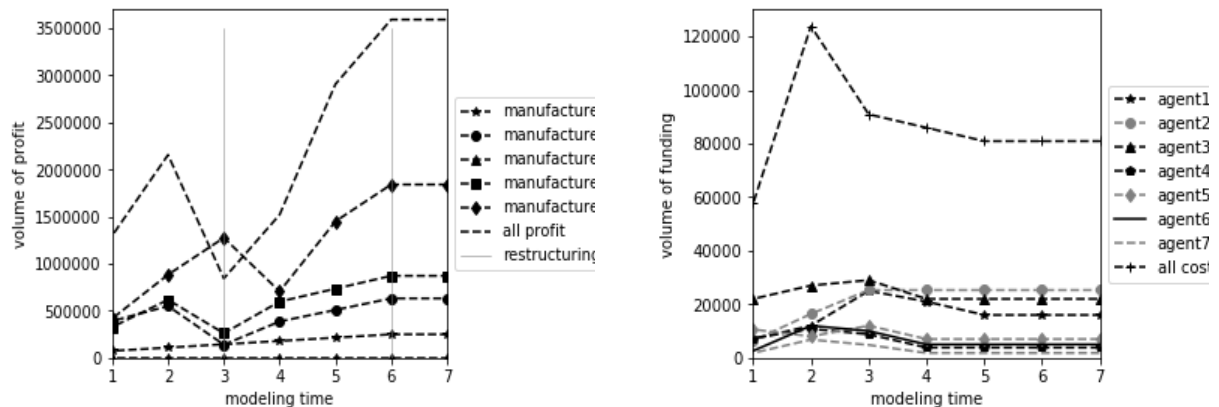 3500000
3000000
2500000
2000000
1500000
1000000
500000
0
volume of profit
1 2 3 4 5 6 7
modeling time
manufacture
manufacture
manufacture
manufacture
manufacture
all profit
restructuring
120000
100000
80000
60000
40000
20000
0
volume of funding
1 2 3 4 5 6 7
modeling time
agent1
agent2
agent3
agent4
agent5
agent6
agent7
all cost